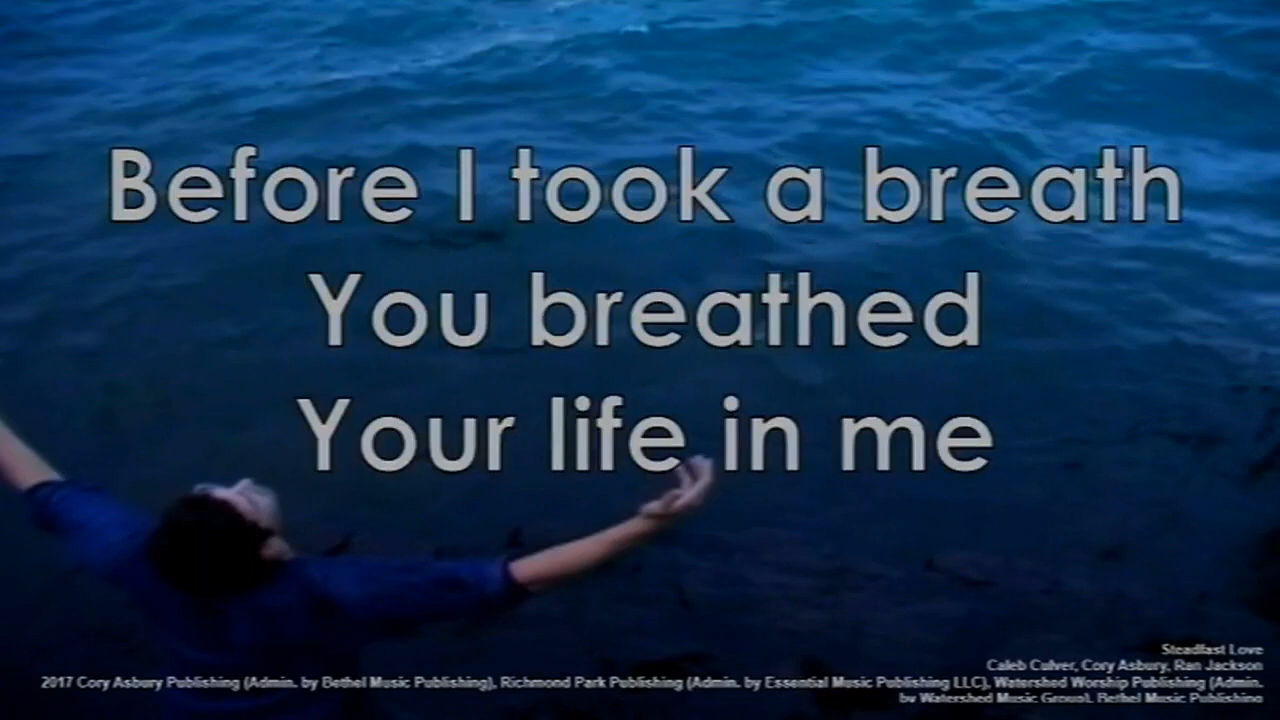 Before I took a breath
You breathed
Your life in me
Steadfast Love
Caleb Culver, Cory Asbury, Ran Jackson
2017 Cory Asbury Publishing (Admin. by Bethel Music Publishing), Richmond Park Publishing (Admin. by Essential Music Publishing LLC), Watershed Worship Publishing (Admin.
by Watershed Music Group), Bethel Music Publishing